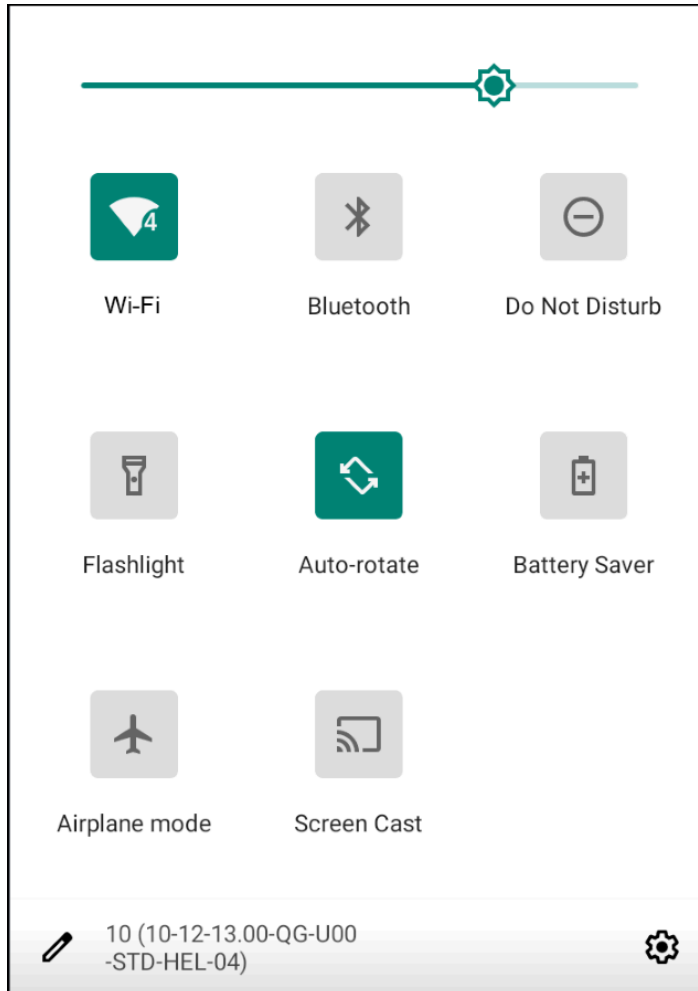 4
Wi-Fi
Bluetooth
Do Not Disturb
Flashlight
Auto-rotate
Battery Saver
Airplane mode
Screen Cast
10 (10-12-13.00-QG-U00
-STD-HEL-04)